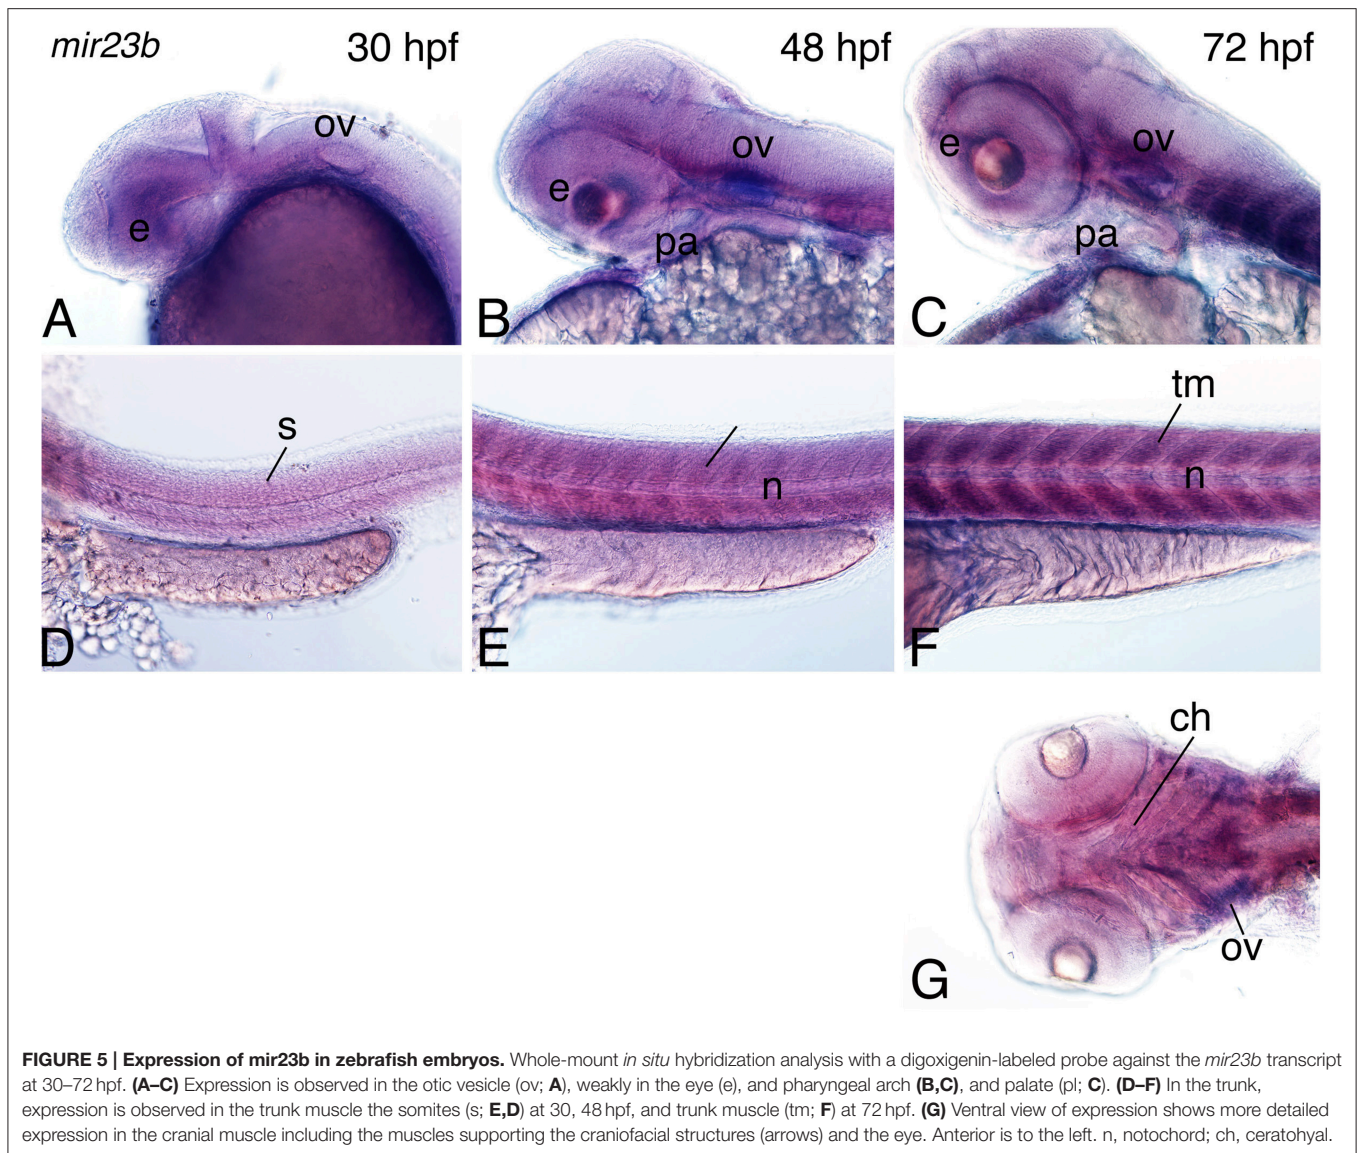 mir23b
30 hpf
48 hpf
72 hpf
ov
e
A
ov
e
pa
B
ov
e
pa
C
s
D
n
E
tm
n
F
ch
ov
G
FIGURE 5 | Expression of mir23b in zebrafish embryos. Whole-mount in situ hybridization analysis with a digoxigenin-labeled probe against the mir23b transcript
at 30–72 hpf. (A–C) Expression is observed in the otic vesicle (ov; A), weakly in the eye (e), and pharyngeal arch (B,C), and palate (pl; C). (D–F) In the trunk,
expression is observed in the trunk muscle the somites (s; E,D) at 30, 48 hpf, and trunk muscle (tm; F) at 72 hpf. (G) Ventral view of expression shows more detailed
expression in the cranial muscle including the muscles supporting the craniofacial structures (arrows) and the eye. Anterior is to the left. n, notochord; ch, ceratohyal.